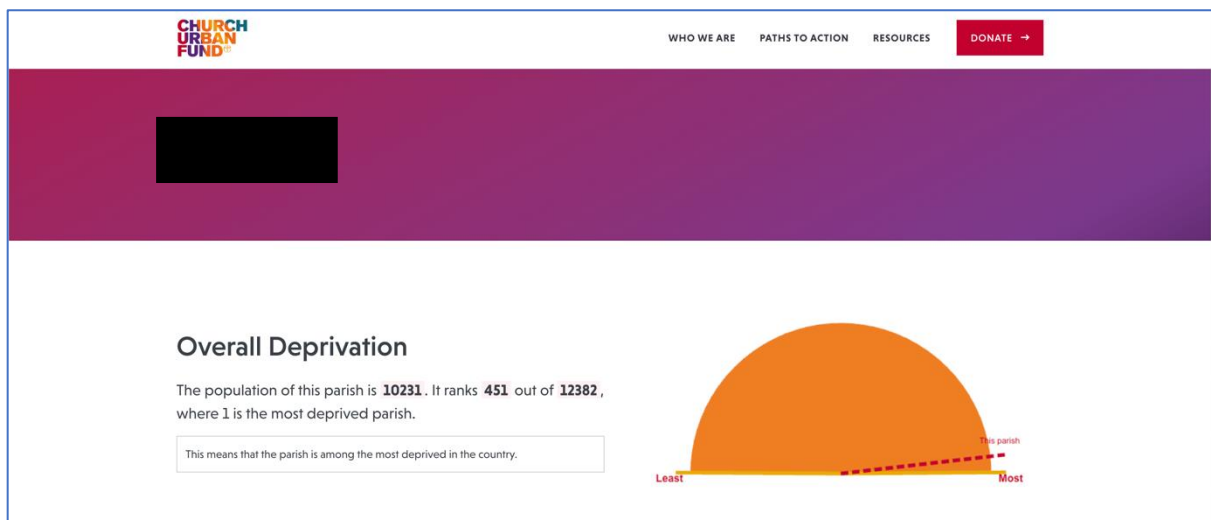 CHURCH
URBAN
FUND
WHO WE ARE PATHS TO ACTION RESOURCES DONATE →
Overall Deprivation
The population of this parish is 10231. It ranks 451 out of 12382,
where 1 is the most deprived parish.
This means that the parish is among the most deprived in the country.
This parish
Least Most